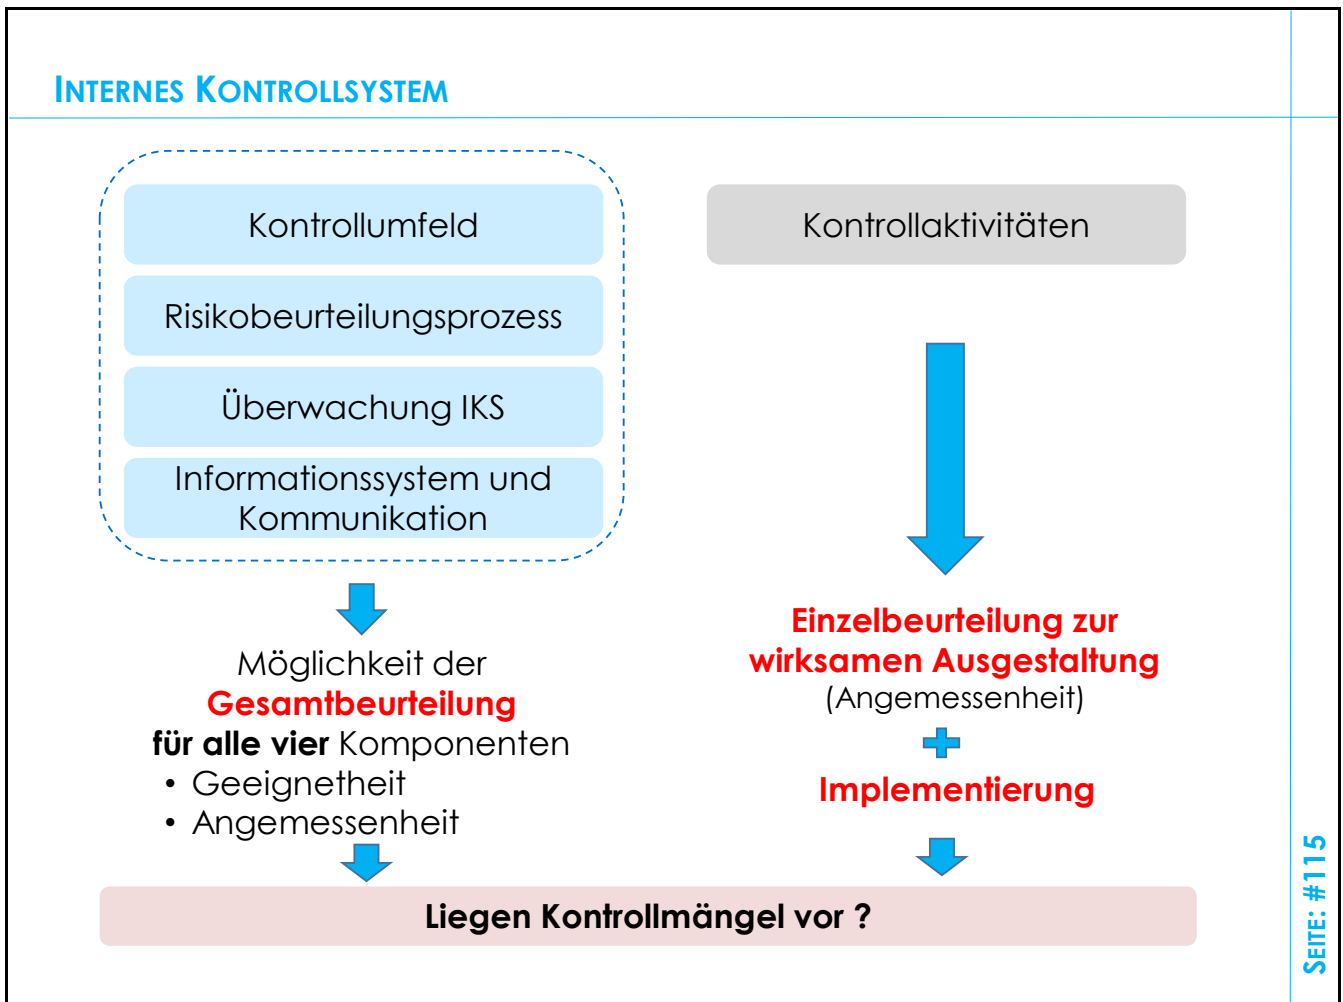 INTERNES KONTROLLSYSTEM
Kontrollumfeld
Risikobeurteilungsprozess
Überwachung IKS
Informationssystem und
Kommunikation
Möglichkeit der
Gesamtbeurteilung
für alle vier Komponenten
• Geeignetheit
• Angemessenheit
Kontrollaktivitäten
Einzelbeurteilung zur
wirksamen Ausgestaltung
(Angemessenheit)
Implementierung
Liegen Kontrollmängel vor ?
SEITE: #115